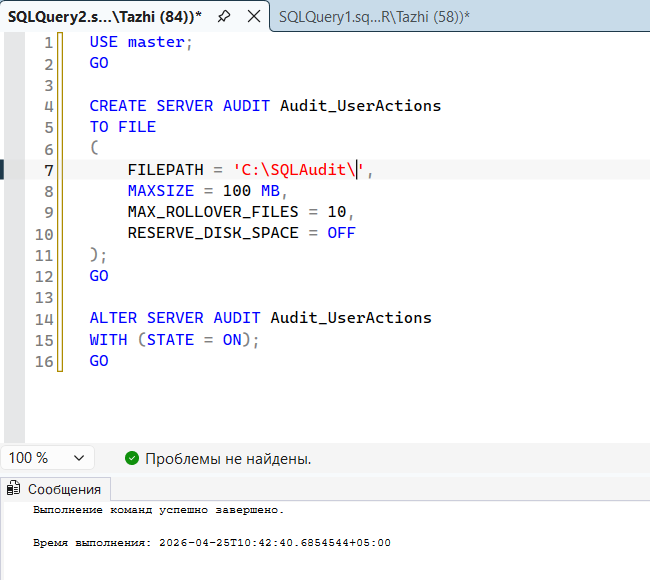 SQLQuery2.s...\Tazhi (84))* SQLQuery1.sq...R\Tazhi (58))*
1 USE master;
2 GO
3
4 CREATE SERVER AUDIT Audit_UserActions
5 TO FILE
6 (
7 FILEPATH = 'C:\SQLAudit\',
8 MAXSIZE = 100 MB,
9 MAX_ROLLOVER_FILES = 10,
10 RESERVE_DISK_SPACE = OFF
11 );
12 GO
13
14 ALTER SERVER AUDIT Audit_UserActions
15 WITH (STATE = ON);
16 GO
100 % Проблемы не найдены.
Сообщения
Выполнение команд успешно завершено.
Время выполнения: 2026-04-25T10:42:40.6854544+05:00